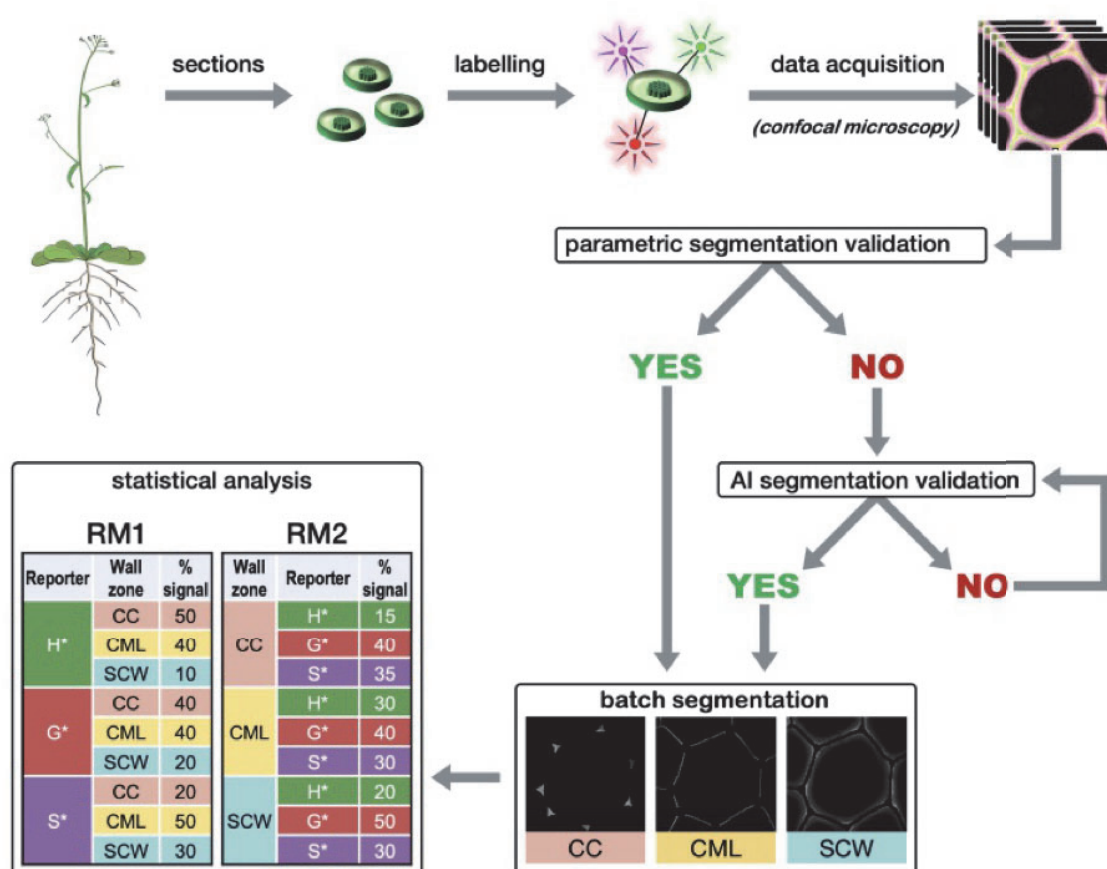 sections
labelling
data acquisition
(confocal microscopy)
parametric segmentation validation
YES
NO
AI segmentation validation
YES
NO
batch segmentation
CC
CML
SCW
statistical analysis
RM1
Reporter Wall zone % signal
H* CC 50
CML 40
SCW 10
G* CC 40
CML 40
SCW 20
S* CC 20
CML 50
SCW 30
RM2
Wall zone Reporter % signal
CC H* 15
G* 40
S* 35
CML H* 30
G* 40
S* 30
SCW H* 20
G* 50
S* 30